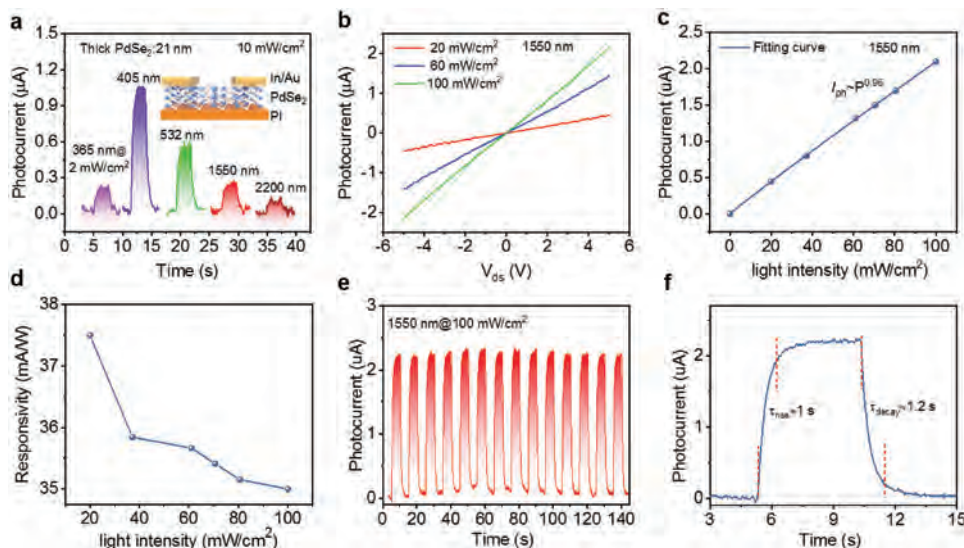 a
Thick PdSe2:21 nm
10 mW/cm2
405 nm
In/Au
PdSe2
PI
365 nm@
2 mW/cm2
532 nm
1550 nm
2200 nm
Photocurrent (μA)
1.5
1.2
0.9
0.6
0.3
0.0
0 5 10 15 20 25 30 35 40
Time (s)
b
20 mW/cm2
60 mW/cm2
100 mW/cm2
1550 nm
Photocurrent (μA)
2
1
0
-1
-2
-6 -4 -2 0 2 4 6
Vds (V)
c
Fitting curve
1550 nm
Iph~P0.96
Photocurrent (μA)
2.5
2.0
1.5
1.0
0.5
0.0
0 20 40 60 80 100
light intensity (mW/cm2)
d
Responsivity (mA/W)
38
37
36
35
20 40 60 80 100
light intensity (mW/cm2)
e
1550 nm@100 mW/cm2
Photocurrent (uA)
3
2
1
0
0 20 40 60 80 100 120 140
Time (s)
f
τrise=1 s
τdecay=1.2 s
Photocurrent (uA)
3
2
1
0
3 6 9 12 15
Time (s)